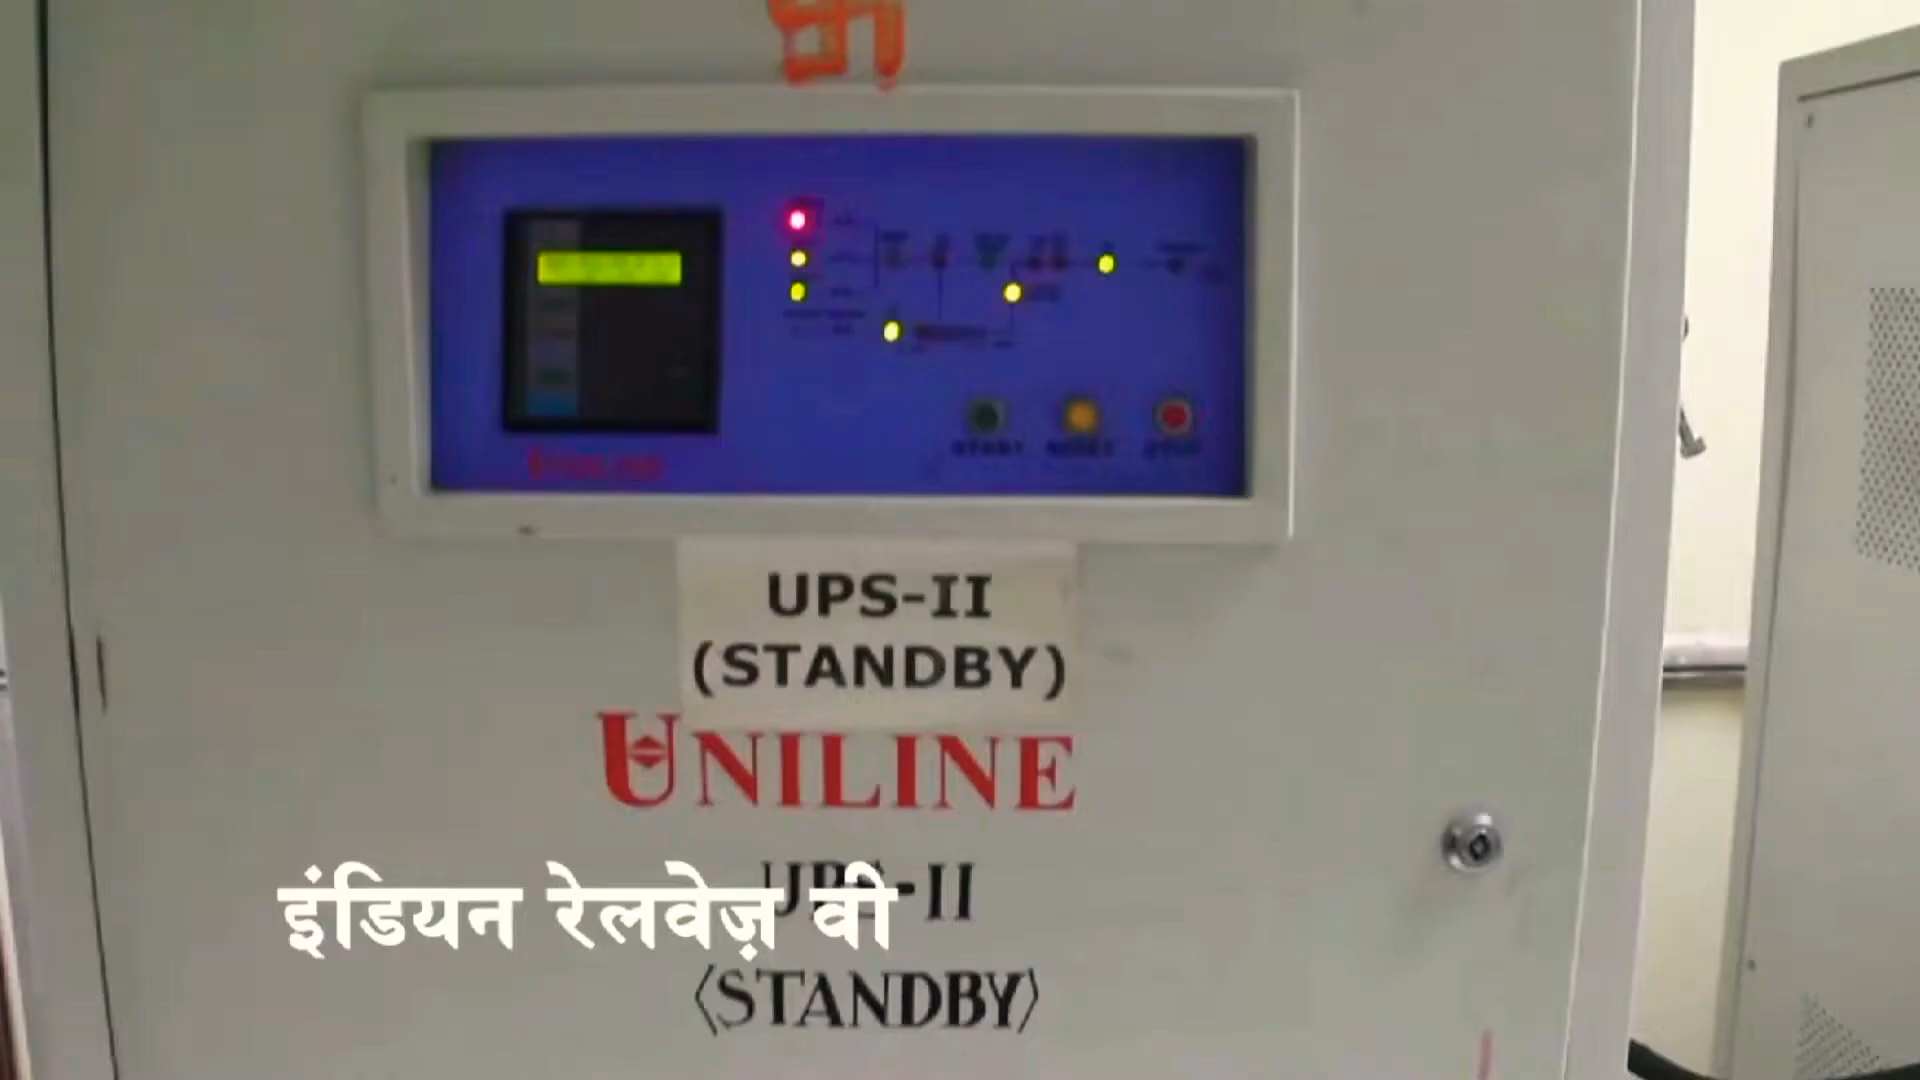 UPS-II
(STANDBY)
UNILINE
UPS-II
इंडियन रेलवेज़ वी
〈STANDBY〉